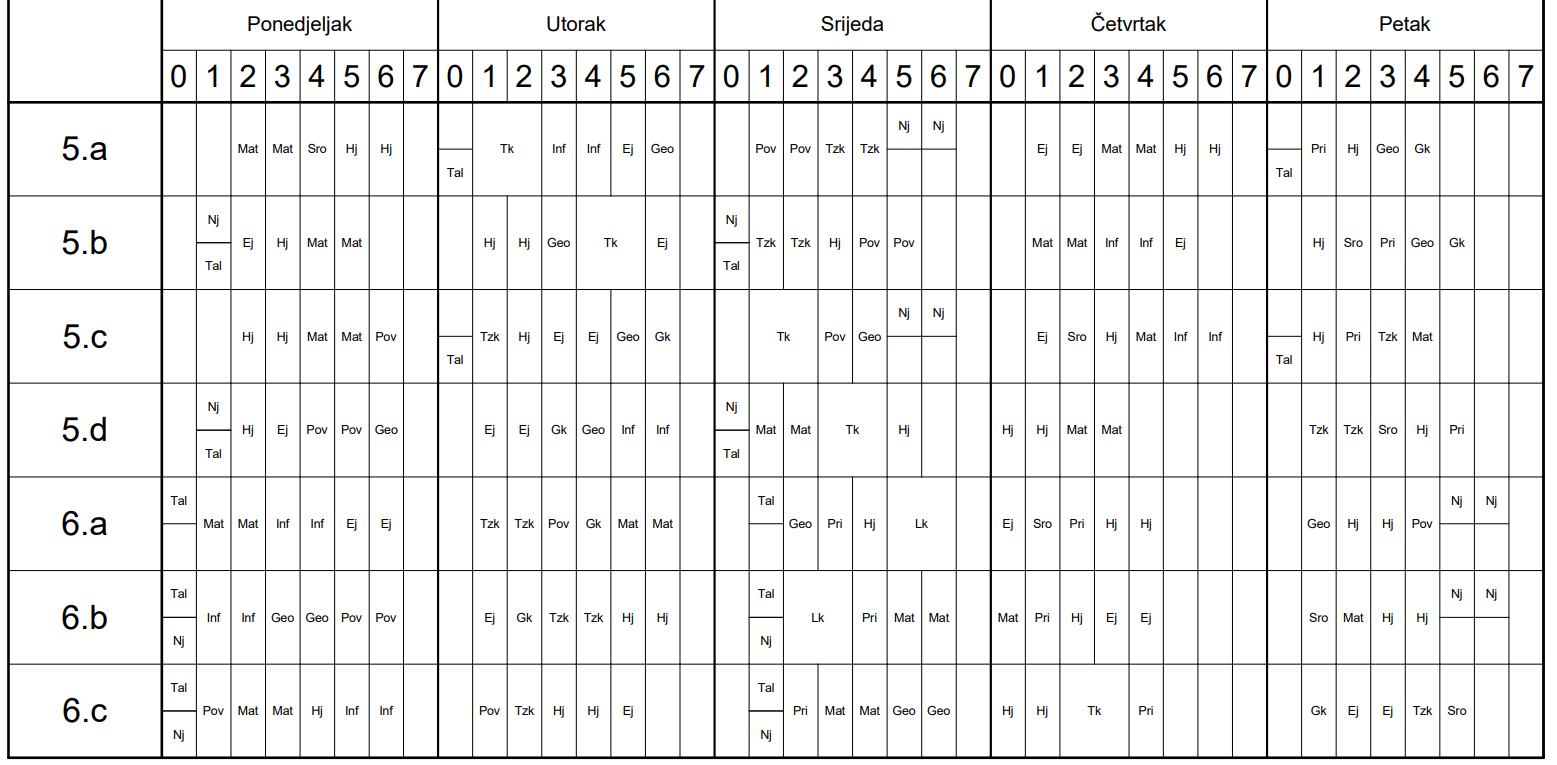 Ponedjeljak Utorak Srijeda Četvrtak Petak
0 1 2 3 4 5 6 7 0 1 2 3 4 5 6 7 0 1 2 3 4 5 6 7 0 1 2 3 4 5 6 7 0 1 2 3 4 5 6 7
Nj Nj
5.a Mat Mat Sro Hj Hj Tk Inf Inf Ej Geo Pov Pov Tzk Tzk Ej Ej Mat Mat Hj Hj Pri Hj Geo Gk
Tal Tal
Nj Nj
5.b Ej Hj Mat Mat Hj Hj Geo Tk Ej Tzk Tzk Hj Pov Pov Mat Mat Inf Inf Ej Hj Sro Pri Geo Gk
Tal Tal
Nj Nj
5.c Hj Hj Mat Mat Pov Tzk Hj Ej Ej Geo Gk Tk Pov Geo Ej Sro Hj Mat Inf Inf Hj Pri Tzk Mat
Tal Tal
Nj Nj
5.d Hj Ej Pov Pov Geo Ej Ej Gk Geo Inf Inf Mat Mat Tk Hj Hj Hj Mat Mat Tzk Tzk Sro Hj Pri
Tal Tal
Tal Tal Nj Nj
6.a Mat Mat Inf Inf Ej Ej Tzk Tzk Pov Gk Mat Mat Geo Pri Hj Lk Ej Sro Pri Hj Hj Geo Hj Hj Pov
Tal Tal Nj Nj
6.b Inf Inf Geo Geo Pov Pov Ej Gk Tzk Tzk Hj Hj Lk Pri Mat Mat Mat Pri Hj Ej Ej Sro Mat Hj Hj
Nj Nj
Tal Tal
6.c Pov Mat Mat Hj Inf Inf Pov Tzk Hj Hj Ej Pri Mat Mat Geo Geo Hj Hj Tk Pri Gk Ej Ej Tzk Sro
Nj Nj